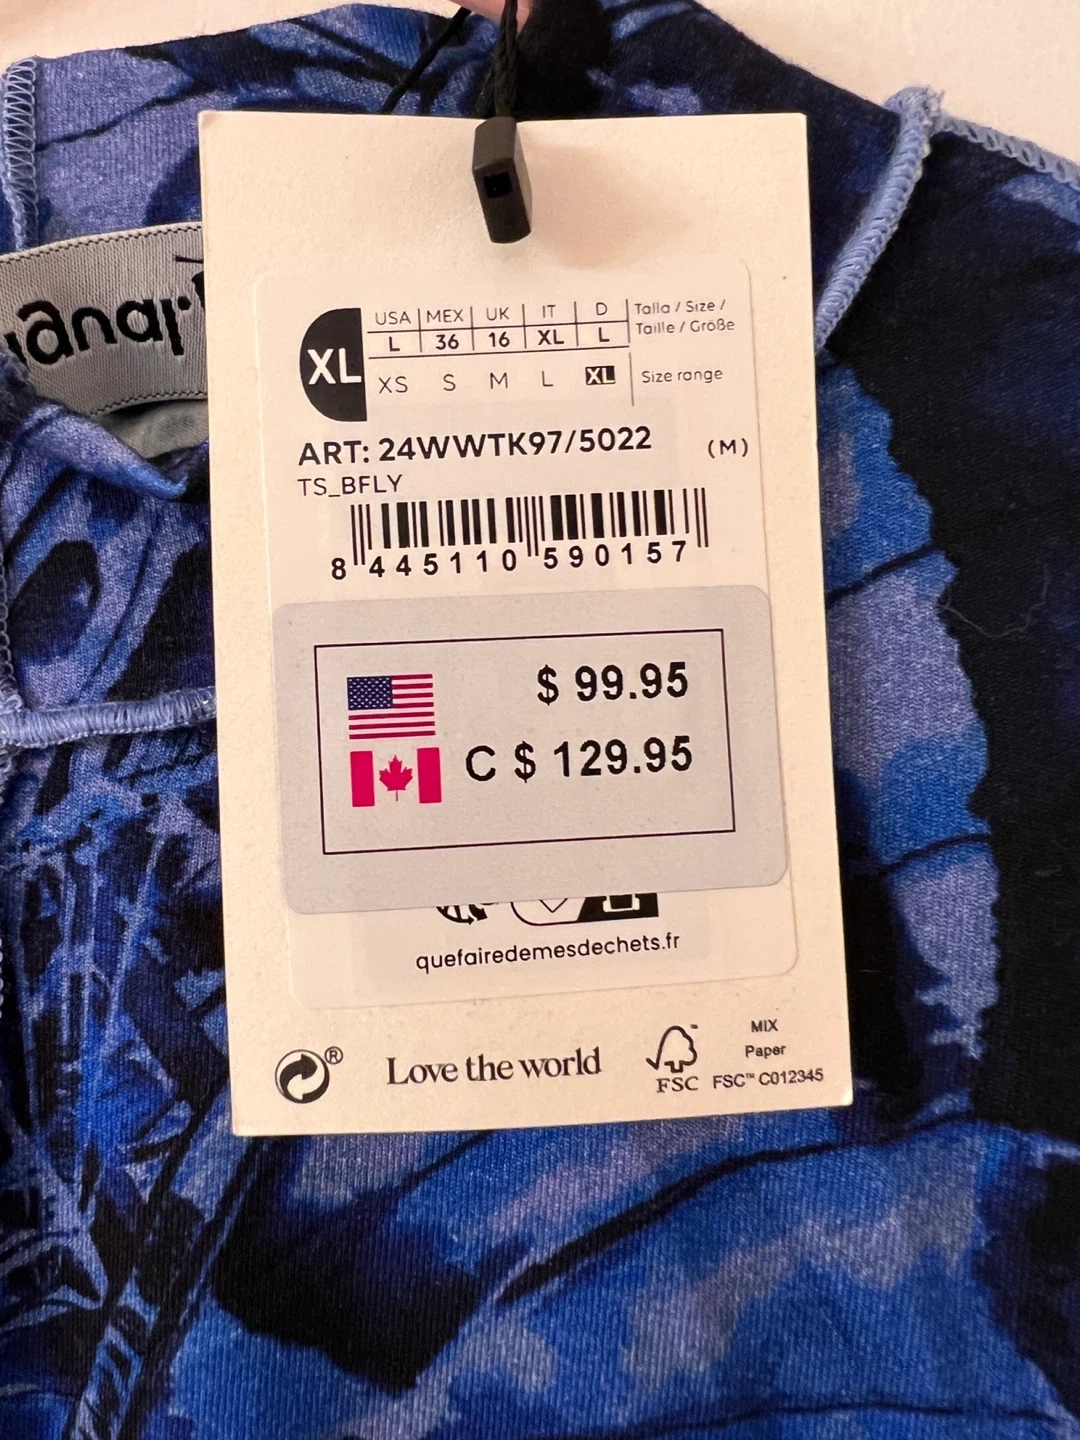 XL
USA MEX UK IT D Talla / Size /
Taille / Größe
L 36 16 XL L
XS S M L XL Size range
ART: 24WWTK97/5022 (M)
TS_BFLY
8 445110 590157
$ 99.95
C $ 129.95
quefairedemesdechets.fr
® Love the world
FSC
MIX
Paper
FSC™ C012345